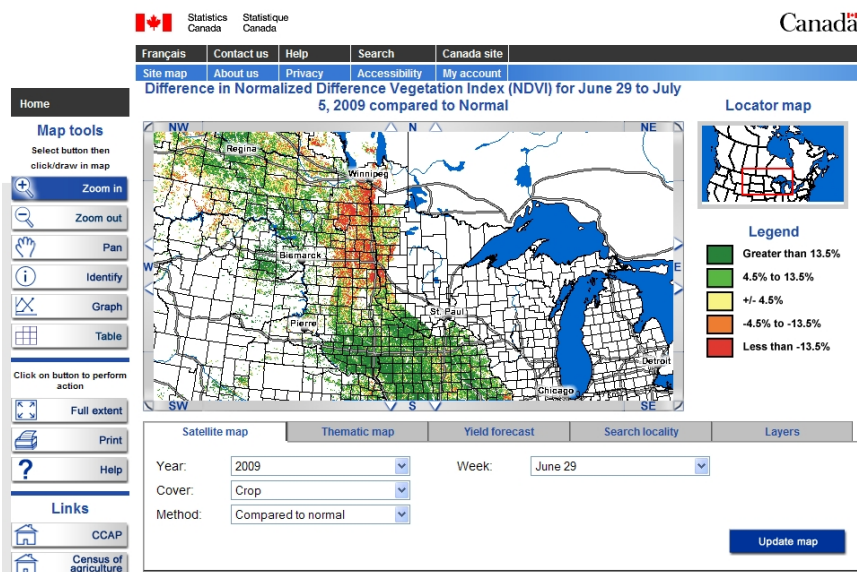 Statistics Statistique
Canada Canada
Canada
Français Contact us Help Search Canada site
Site map About us Privacy Accessibility My account
Difference in Normalized Difference Vegetation Index (NDVI) for June 29 to July
5, 2009 compared to Normal
Home
Map tools
Select button then
click/draw in map
Zoom in
Zoom out
Pan
Identify
Graph
Table
Click on button to perform
action
Full extent
Print
Help
Links
CCAP
Census of
agriculture
NW N NE
Regina
Winnipeg
W Bismarck E
Pierre
St. Paul
Detroit
Chicago
SW S SE
Locator map
Legend
Greater than 13.5%
4.5% to 13.5%
+/- 4.5%
-4.5% to -13.5%
Less than -13.5%
Satellite map Thematic map Yield forecast Search locality Layers
Year: 2009 Week: June 29
Cover: Crop
Method: Compared to normal
Update map